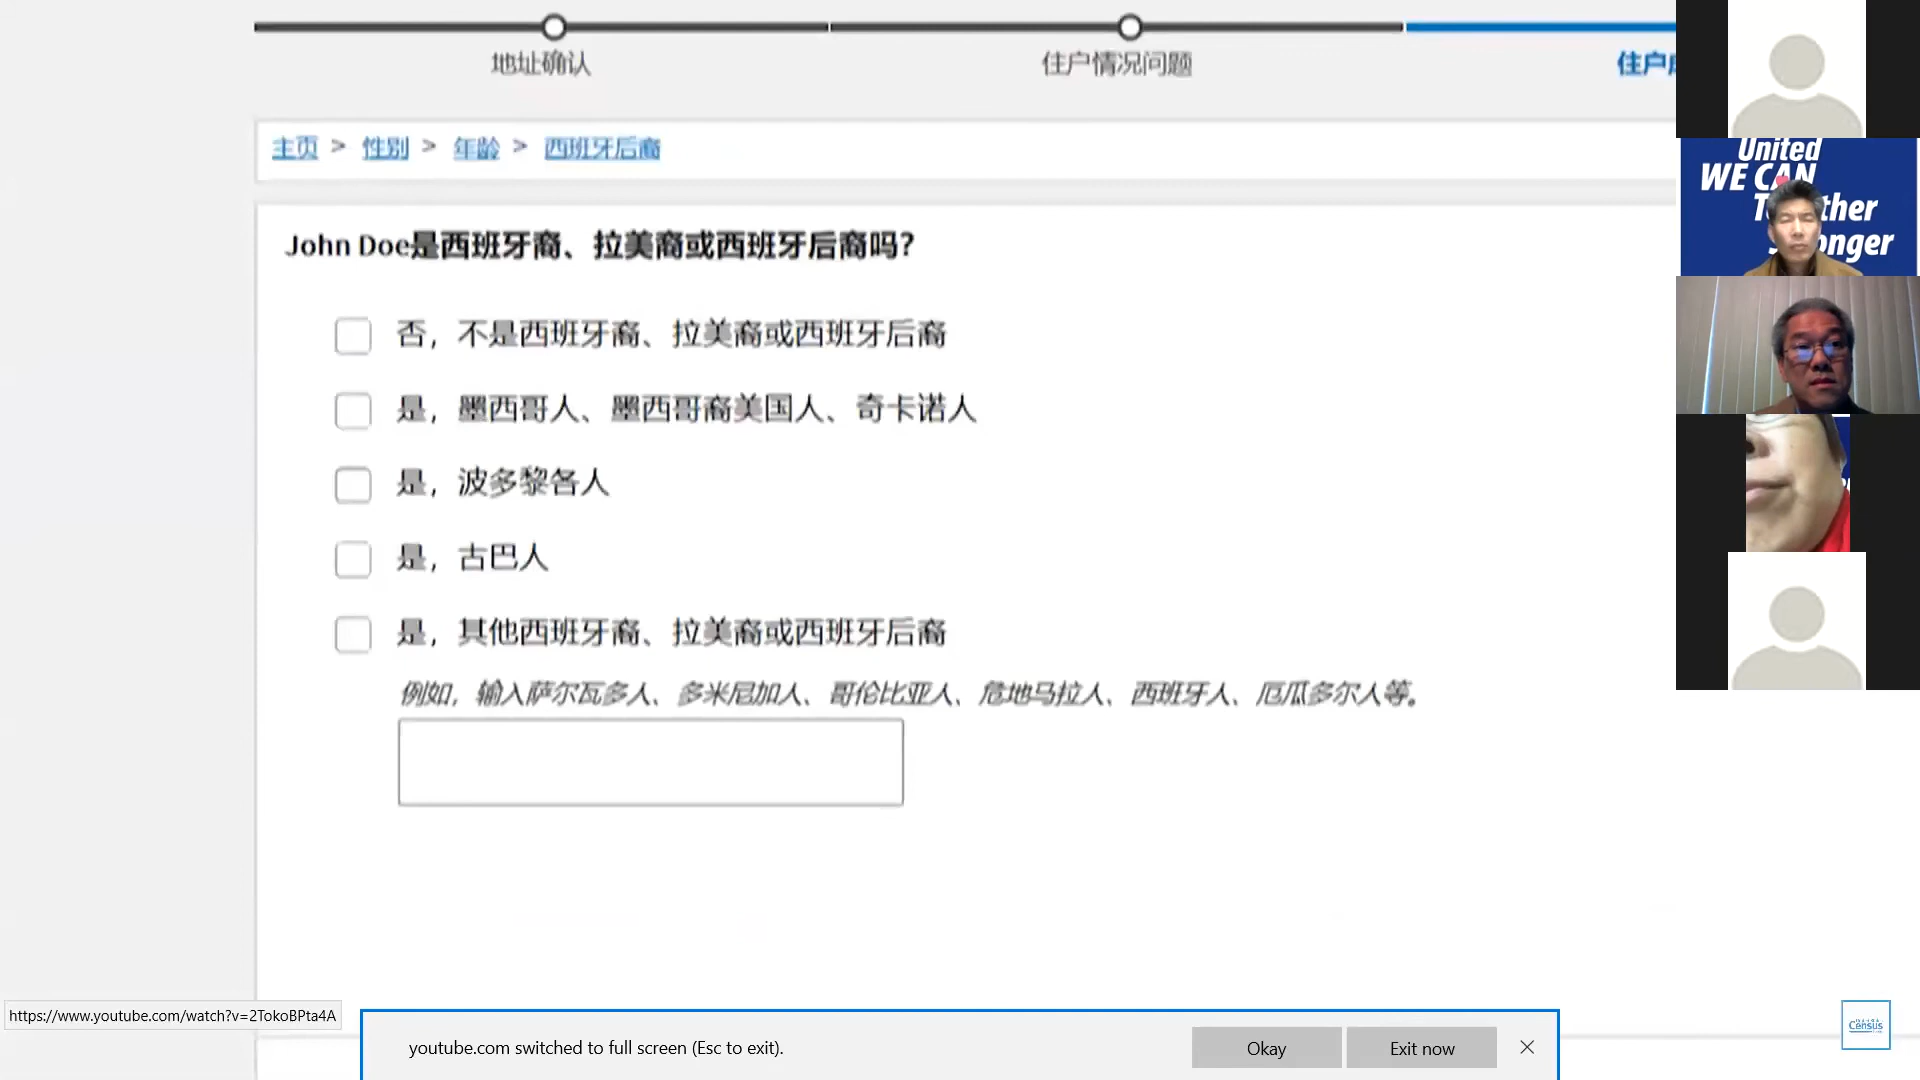 地址确认
住户情况问题
住户
主页 > 性别 > 年龄 > 西班牙后裔
John Doe是西班牙裔、拉美裔或西班牙后裔吗？
否，不是西班牙裔、拉美裔或西班牙后裔
是，墨西哥人、墨西哥裔美国人、奇卡诺人
是，波多黎各人
是，古巴人
是，其他西班牙裔、拉美裔或西班牙后裔
例如，输入萨尔瓦多人、多米尼加人、哥伦比亚人、危地马拉人、西班牙人、厄瓜多尔人等。
United
WE CAN
https://www.youtube.com/watch?v=2TokoBPta4A
youtube.com switched to full screen (Esc to exit).
Okay
Exit now
Census